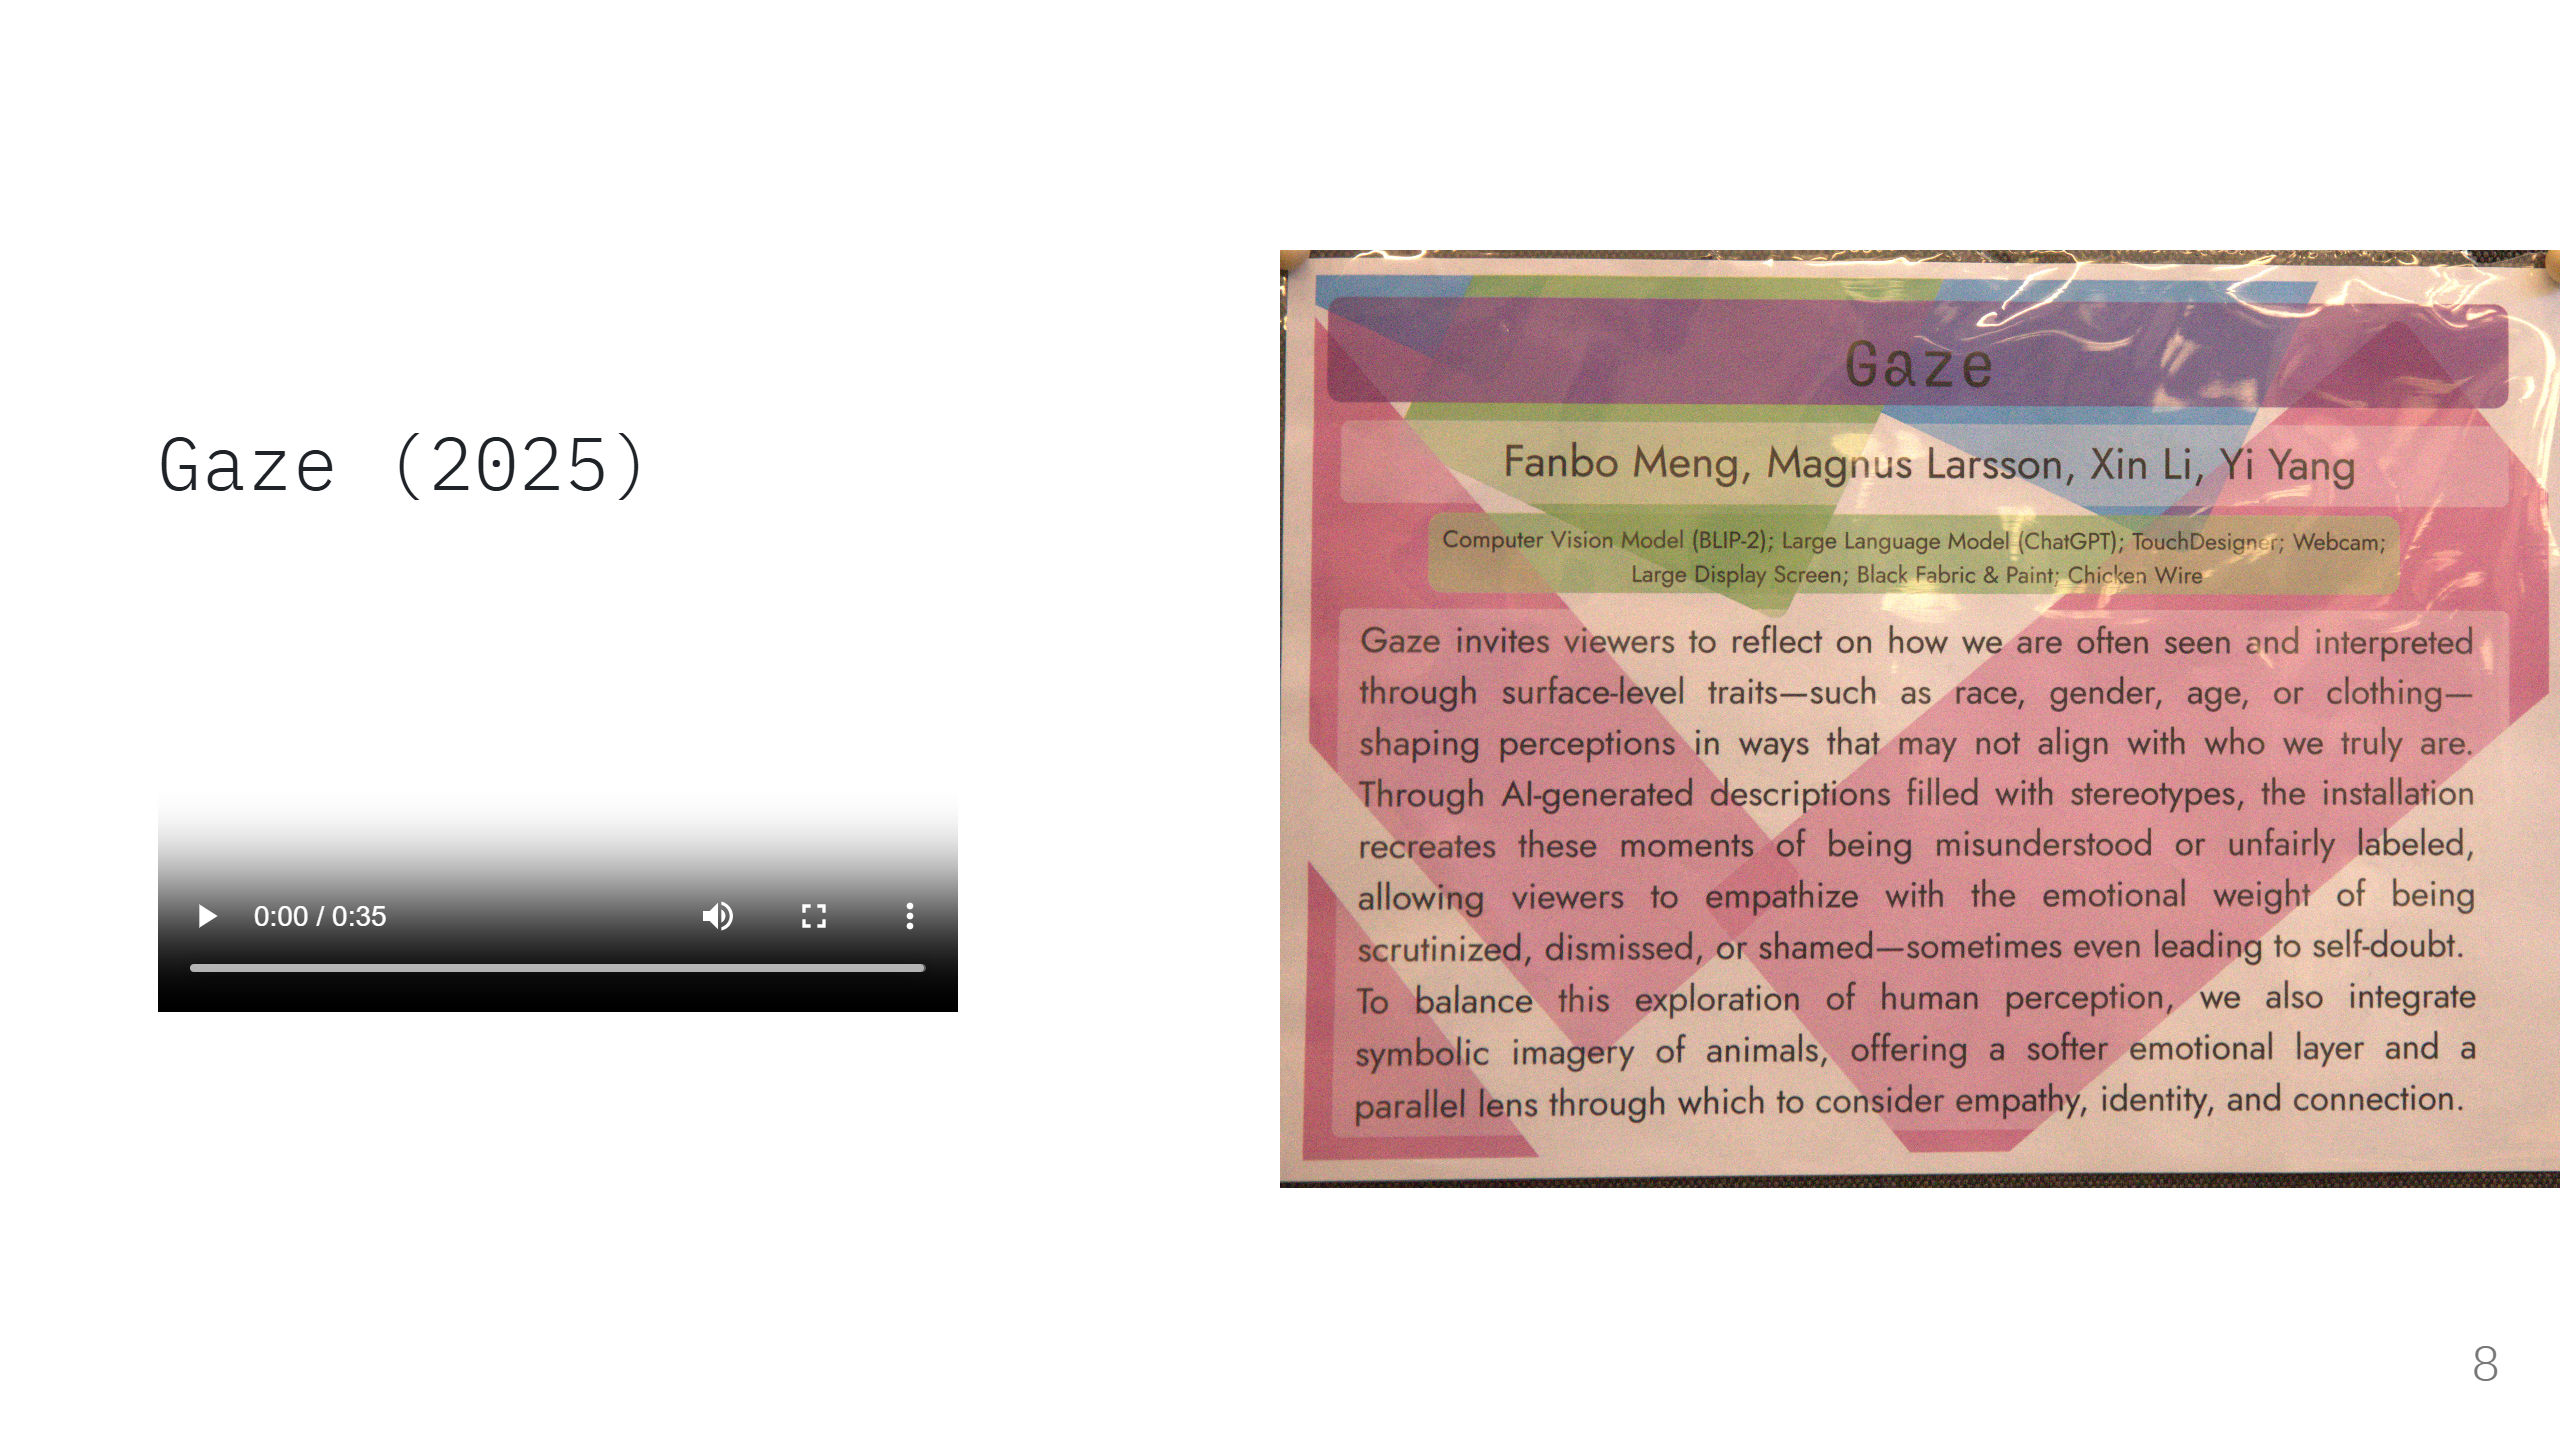 Gaze (2025)
0:00 / 0:35
Gaze
Fanbo Meng, Magnus Larsson, Xin Li, Yi Yang
Computer Vision Model (BLIP-2); Large Language Model (ChatGPT); TouchDesigner; Webcam;
Large Display Screen; Black Fabric & Paint; Chicken Wire
Gaze invites viewers to reflect on how we are often seen and interpreted
through surface-level traits—such as race, gender, age, or clothing—
shaping perceptions in ways that may not align with who we truly are.
Through AI-generated descriptions filled with stereotypes, the installation
recreates these moments of being misunderstood or unfairly labeled,
allowing viewers to empathize with the emotional weight of being
scrutinized, dismissed, or shamed—sometimes even leading to self-doubt.
To balance this exploration of human perception, we also integrate
symbolic imagery of animals, offering a softer emotional layer and a
parallel lens through which to consider empathy, identity, and connection.
8